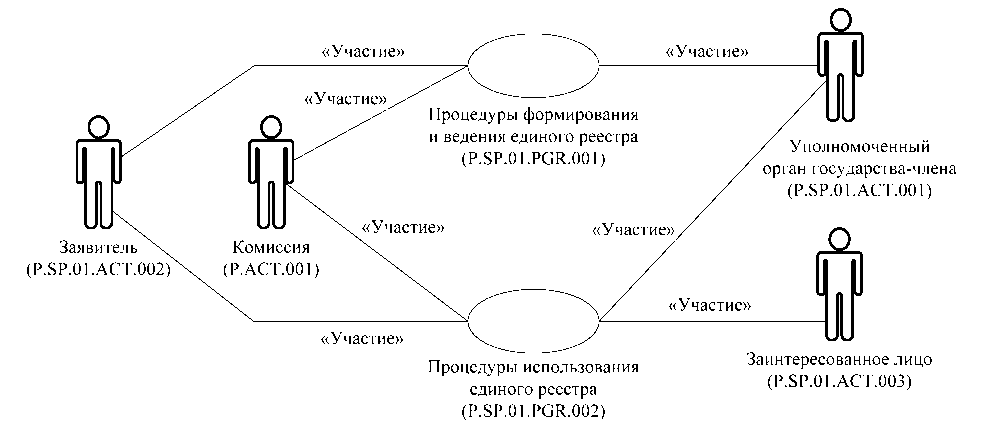 «Участие»
«Участие»
«Участие»
Процедуры формирования
и ведения единого реестра
(P.SP.01.PGR.001)
Уполномоченный
орган государства-члена
(P.SP.01.ACT.001)
Заявитель
(P.SP.01.ACT.002)
Комиссия
(P.ACT.001)
«Участие»
«Участие»
«Участие»
«Участие»
Процедуры использования
единого реестра
(P.SP.01.PGR.002)
Заинтересованное лицо
(P.SP.01.ACT.003)